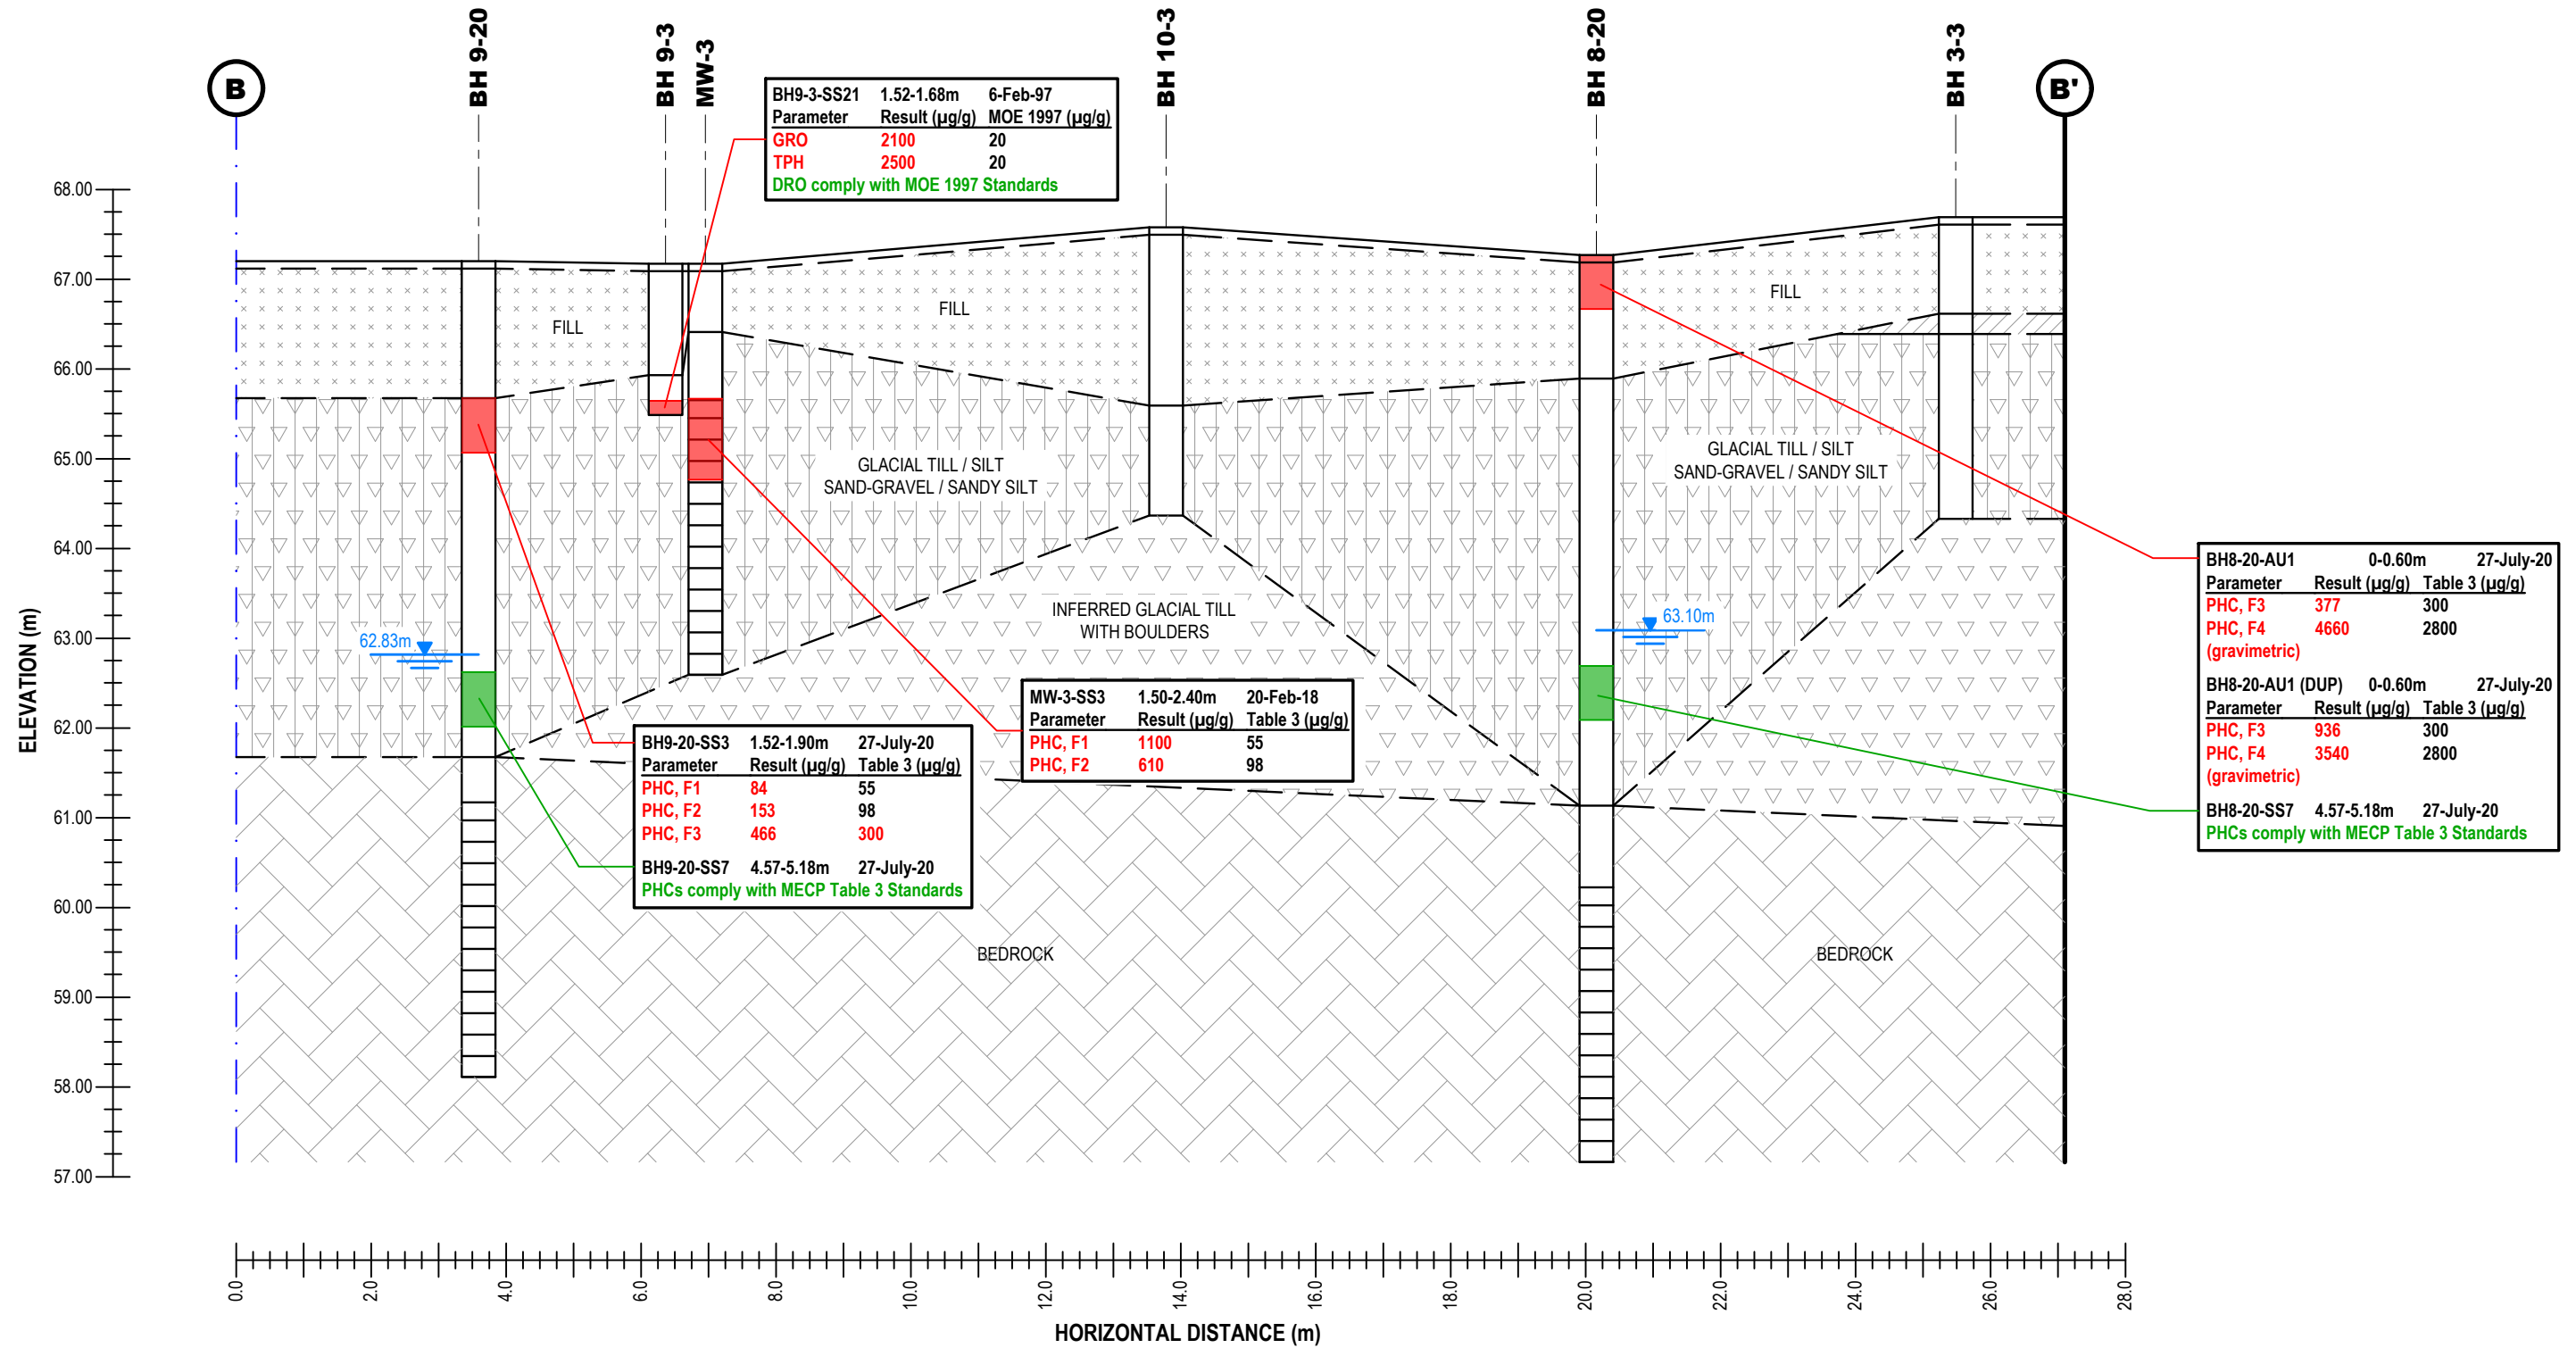 B
BH 9-20
BH 9-3
MW-3
BH 10-3
BH 8-20
BH 3-3
B'
BH9-3-SS21 1.52-1.68m 6-Feb-97
Parameter Result (µg/g) MOE 1997 (µg/g)
GRO 2100 20
TPH 2500 20
DRO comply with MOE 1997 Standards
ELEVATION (m)
68.00
67.00
66.00
65.00
64.00
63.00
62.00
61.00
60.00
59.00
58.00
57.00
FILL
FILL
FILL
GLACIAL TILL / SILT
SAND-GRAVEL / SANDY SILT
GLACIAL TILL / SILT
SAND-GRAVEL / SANDY SILT
INFERRED GLACIAL TILL
WITH BOULDERS
62.83m
63.10m
BH9-20-SS3 1.52-1.90m 27-July-20
Parameter Result (µg/g) Table 3 (µg/g)
PHC, F1 84 55
PHC, F2 153 98
PHC, F3 466 300
BH9-20-SS7 4.57-5.18m 27-July-20
PHCs comply with MECP Table 3 Standards
MW-3-SS3 1.50-2.40m 20-Feb-18
Parameter Result (µg/g) Table 3 (µg/g)
PHC, F1 1100 55
PHC, F2 610 98
BH8-20-AU1 0-0.60m 27-July-20
Parameter Result (µg/g) Table 3 (µg/g)
PHC, F3 377 300
PHC, F4 4660 2800
(gravimetric)
BH8-20-AU1 (DUP) 0-0.60m 27-July-20
Parameter Result (µg/g) Table 3 (µg/g)
PHC, F3 936 300
PHC, F4 3540 2800
(gravimetric)
BH8-20-SS7 4.57-5.18m 27-July-20
PHCs comply with MECP Table 3 Standards
BEDROCK
BEDROCK
0.0
2.0
4.0
6.0
8.0
10.0
12.0
14.0
16.0
18.0
20.0
22.0
24.0
26.0
28.0
HORIZONTAL DISTANCE (m)